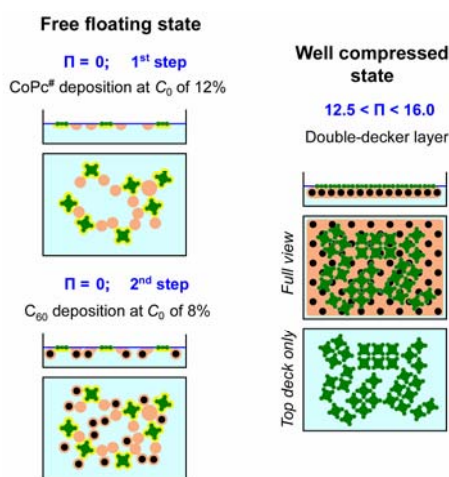 Free floating state
Π = 0; 1st step
CoPc# deposition at C0 of 12%
Π = 0; 2nd step
C60 deposition at C0 of 8%
Well compressed
state
12.5 < Π < 16.0
Double-decker layer
Full view
Top deck only